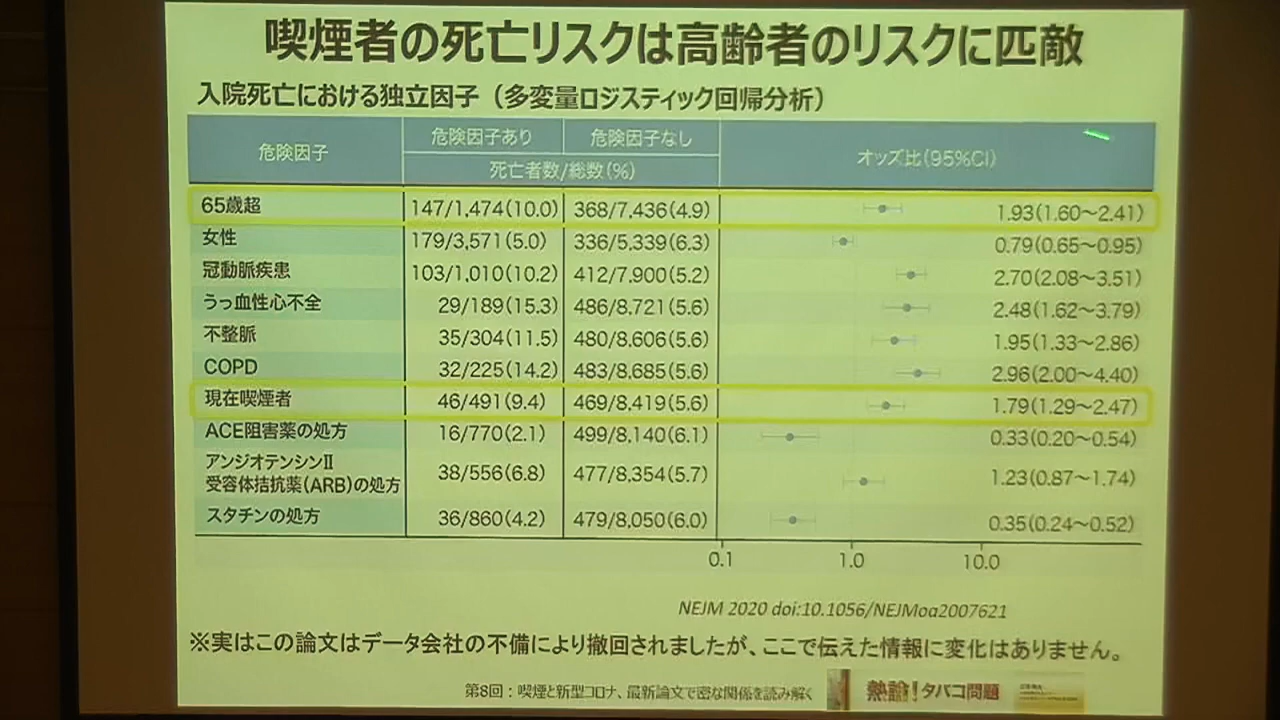 喫煙者の死亡リスクは高齢者のリスクに匹敵
入院死亡における独立因子（多変量ロジスティック回帰分析）
危険因子 危険因子あり 危険因子なし オッズ比(95%CI)
死亡者数/総数(%)
65歳超 147/1,474(10.0) 368/7,436(4.9) 1.93(1.60〜2.41)
女性 179/3,571(5.0) 336/5,339(6.3) 0.79(0.65〜0.95)
冠動脈疾患 103/1,010(10.2) 412/7,900(5.2) 2.70(2.08〜3.51)
うっ血性心不全 29/189(15.3) 486/8,721(5.6) 2.48(1.62〜3.79)
不整脈 35/304(11.5) 480/8,606(5.6) 1.95(1.33〜2.86)
COPD 32/225(14.2) 483/8,685(5.6) 2.96(2.00〜4.40)
現在喫煙者 46/491(9.4) 469/8,419(5.6) 1.79(1.29〜2.47)
ACE阻害薬の処方 16/770(2.1) 499/8,140(6.1) 0.33(0.20〜0.54)
アンジオテンシンⅡ
受容体拮抗薬(ARB)の処方 38/556(6.8) 477/8,354(5.7) 1.23(0.87〜1.74)
スタチンの処方 36/860(4.2) 479/8,050(6.0) 0.35(0.24〜0.52)
0.1 1.0 10.0
NEJM 2020 doi:10.1056/NEJMoa2007621
※実はこの論文はデータ会社の不備により撤回されましたが、ここで伝えた情報に変化はありません。
第8回：喫煙と新型コロナ、最新論文で密な関係を読み解く 熱論！タバコ問題